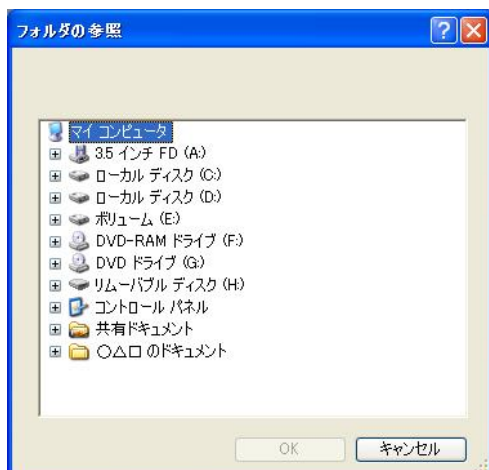 フォルダの参照
マイ コンピュータ
3.5 インチ FD (A:)
ローカル ディスク (C:)
ローカル ディスク (D:)
ボリューム (E:)
DVD-RAM ドライブ (F:)
DVD ドライブ (G:)
リムーバブル ディスク (H:)
コントロール パネル
共有ドキュメント
○△□ のドキュメント
OK キャンセル